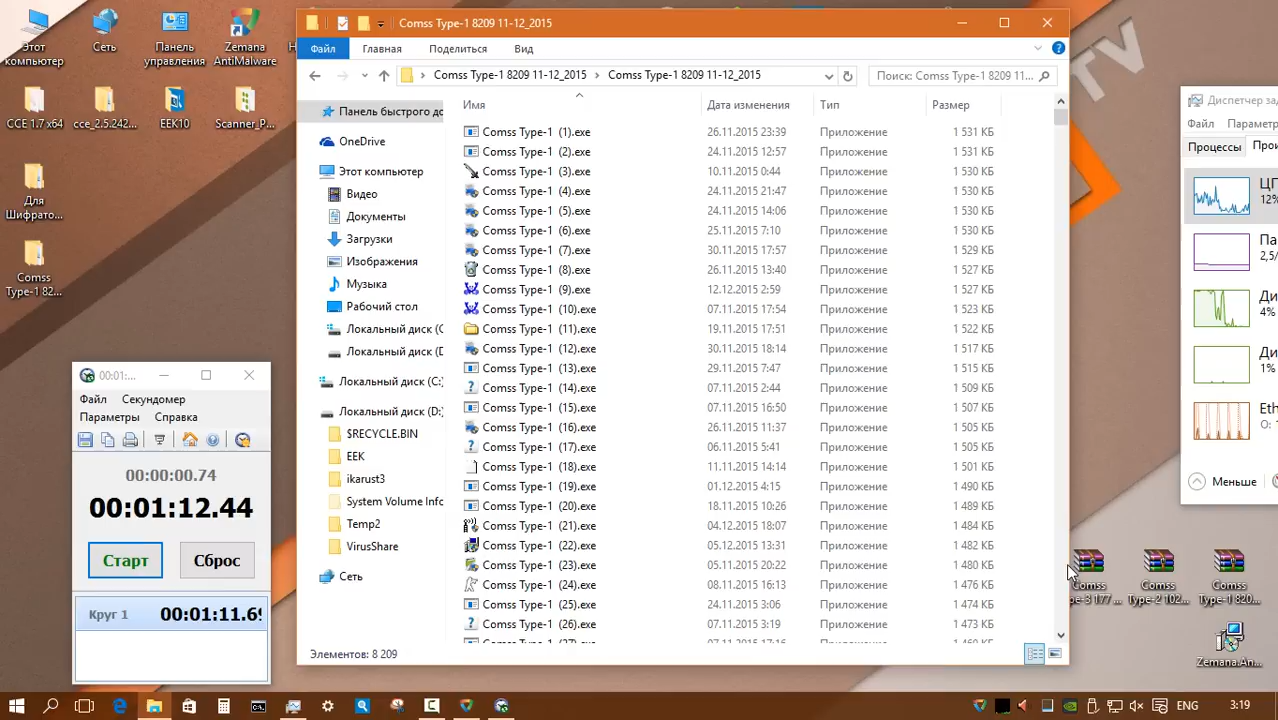 Этот компьютер
Сеть
Панель управления
Zemana AntiMalware
CCE 1.7 x64
cce_2.5.242...
EEK10
Scanner_P...
Для Шифрато...
Comss Type-1 82...
Comss Type-1 8209 11-12_2015
Файл
Главная
Поделиться
Вид
Comss Type-1 8209 11-12_2015
Comss Type-1 8209 11-12_2015
Поиск: Comss Type-1 8209 11...
Панель быстрого до
OneDrive
Этот компьютер
Видео
Документы
Загрузки
Изображения
Музыка
Рабочий стол
Локальный диск (C
Локальный диск (D
Локальный диск (C:)
Локальный диск (D:)
$RECYCLE.BIN
EEK
ikarust3
System Volume Info
Temp2
VirusShare
Сеть
Имя Дата изменения Тип Размер
Comss Type-1 (1).exe 26.11.2015 23:39 Приложение 1 531 КБ
Comss Type-1 (2).exe 24.11.2015 12:57 Приложение 1 531 КБ
Comss Type-1 (3).exe 10.11.2015 0:44 Приложение 1 530 КБ
Comss Type-1 (4).exe 24.11.2015 21:47 Приложение 1 530 КБ
Comss Type-1 (5).exe 24.11.2015 14:06 Приложение 1 530 КБ
Comss Type-1 (6).exe 25.11.2015 7:10 Приложение 1 530 КБ
Comss Type-1 (7).exe 30.11.2015 17:57 Приложение 1 529 КБ
Comss Type-1 (8).exe 26.11.2015 13:40 Приложение 1 527 КБ
Comss Type-1 (9).exe 12.12.2015 2:59 Приложение 1 527 КБ
Comss Type-1 (10).exe 07.11.2015 17:54 Приложение 1 523 КБ
Comss Type-1 (11).exe 19.11.2015 17:51 Приложение 1 522 КБ
Comss Type-1 (12).exe 30.11.2015 18:14 Приложение 1 517 КБ
Comss Type-1 (13).exe 29.11.2015 7:47 Приложение 1 515 КБ
Comss Type-1 (14).exe 07.11.2015 2:44 Приложение 1 509 КБ
Comss Type-1 (15).exe 07.11.2015 16:50 Приложение 1 507 КБ
Comss Type-1 (16).exe 26.11.2015 11:37 Приложение 1 505 КБ
Comss Type-1 (17).exe 06.11.2015 5:41 Приложение 1 505 КБ
Comss Type-1 (18).exe 11.11.2015 14:14 Приложение 1 501 КБ
Comss Type-1 (19).exe 01.12.2015 4:15 Приложение 1 490 КБ
Comss Type-1 (20).exe 18.11.2015 10:26 Приложение 1 489 КБ
Comss Type-1 (21).exe 04.12.2015 18:07 Приложение 1 484 КБ
Comss Type-1 (22).exe 05.12.2015 13:31 Приложение 1 482 КБ
Comss Type-1 (23).exe 05.11.2015 20:22 Приложение 1 480 КБ
Comss Type-1 (24).exe 08.11.2015 16:13 Приложение 1 476 КБ
Comss Type-1 (25).exe 24.11.2015 3:06 Приложение 1 474 КБ
Comss Type-1 (26).exe 07.11.2015 3:19 Приложение 1 473 КБ
Элементов: 8 209
00:01:...
Файл Секундомер
Параметры Справка
00:00:00.74
00:01:12.44
Старт Сброс
Круг 1 00:01:11.69
TV
Диспетчер зад
Файл Параметр
Процессы
ЦП
12%
2,5/
4%
1%
Eth
О:
Меньше
Comss
Type-2 102...
Comss
Type-1 820...
Comss
Zemana.An...
ENG 3:19